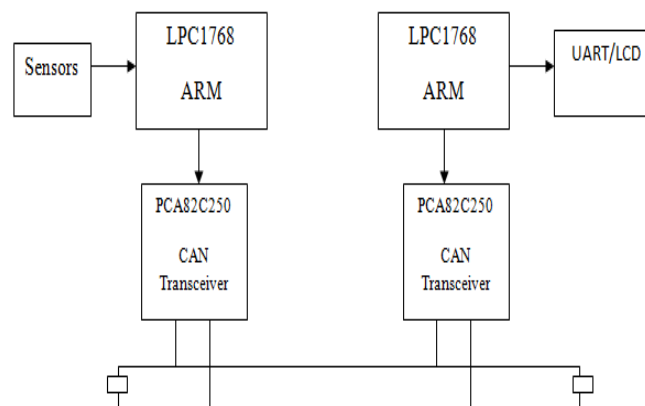 Sensors
LPC1768
ARM
LPC1768
ARM
UART/LCD
PCA82C250
CAN
Transceiver
PCA82C250
CAN
Transceiver